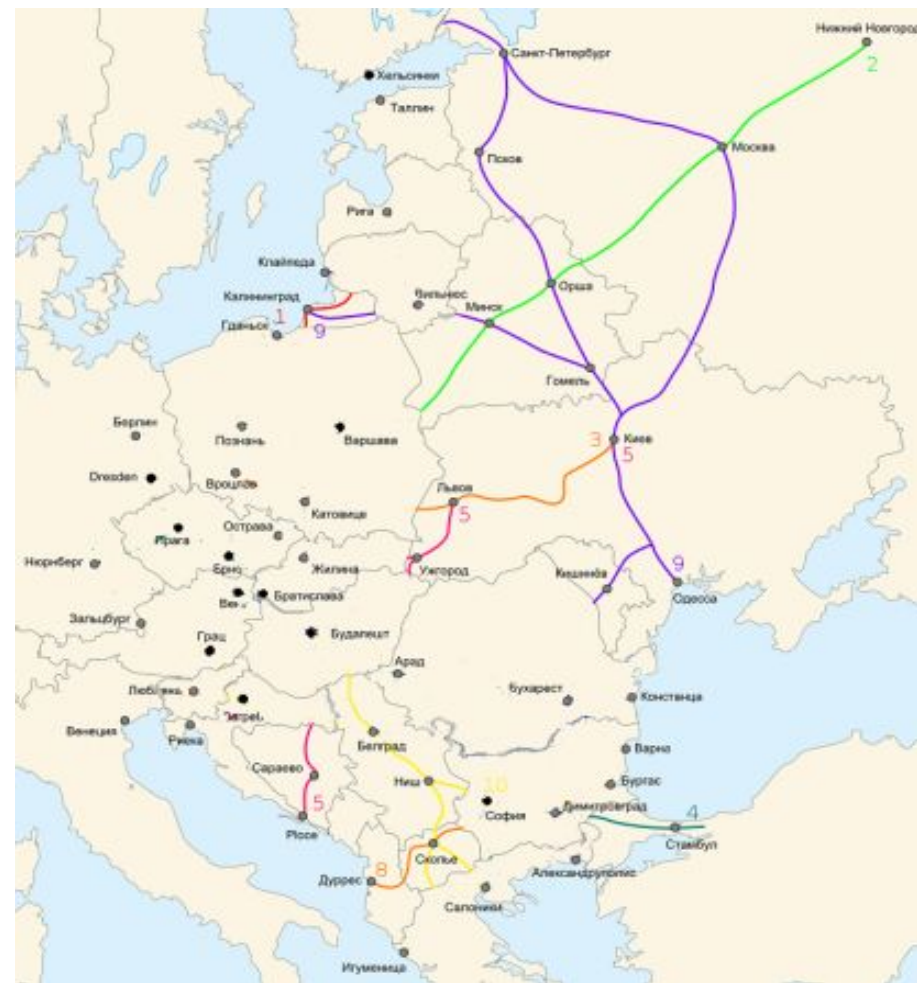 Нижний Новгород
2
Санкт-Петербург
Хельсинки
Таллин
Псков
Москва
Рига
Клайпеда
Калининград
Вильнюс
Орша
Минск
1
9
Гданьск
Гомель
Берлин
Познань
Варшава
3
Киев
5
Dresden
Вроцлав
Львов
5
Катовице
Острава
Прага
Нюрнберг
Брно
Жилина
Ужгород
Кишинёв
9
Одесса
Братислава
Зальцбург
Грац
Будапешт
Арад
Любляна
Бухарест
Констанца
Венеция
Риека
Белград
Варна
Сараево
Ниш
10
Бургас
София
Димитровград
5
4
Ploce
Стамбул
Скопье
8
Дуррес
Александруполис
Салоники
Игуменица